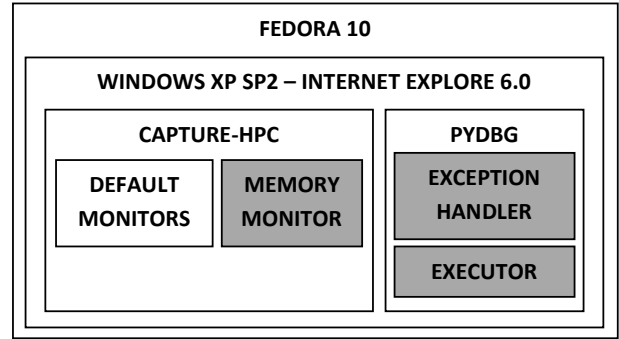 FEDORA 10
WINDOWS XP SP2 – INTERNET EXPLORE 6.0
CAPTURE-HPC
DEFAULT
MONITORS
MEMORY
MONITOR
PYDBG
EXCEPTION
HANDLER
EXECUTOR